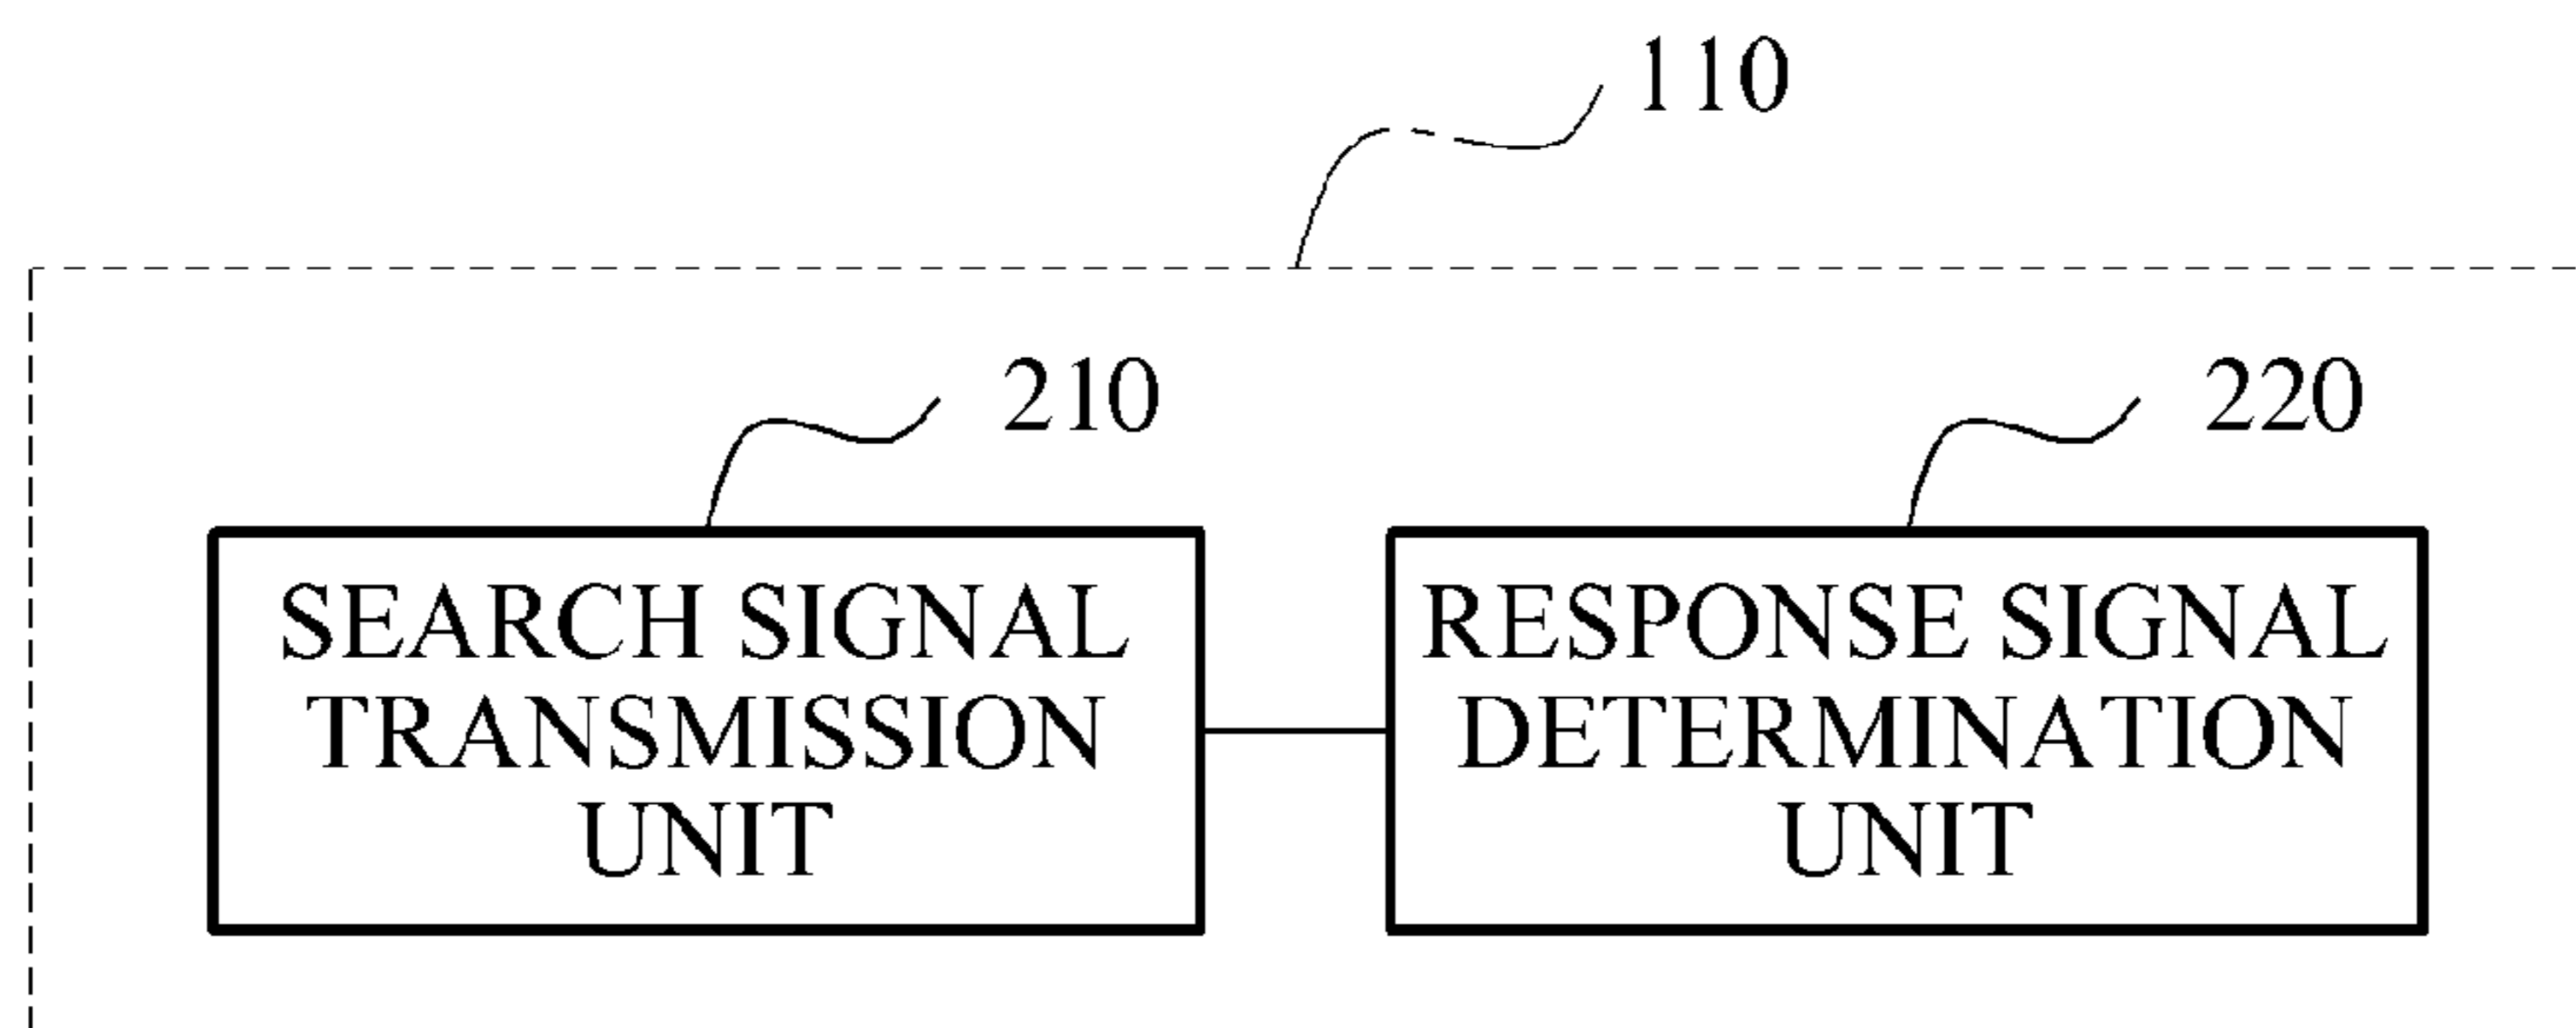 110
210
220
SEARCH SIGNAL
TRANSMISSION
UNIT
RESPONSE SIGNAL
DETERMINATION
UNIT